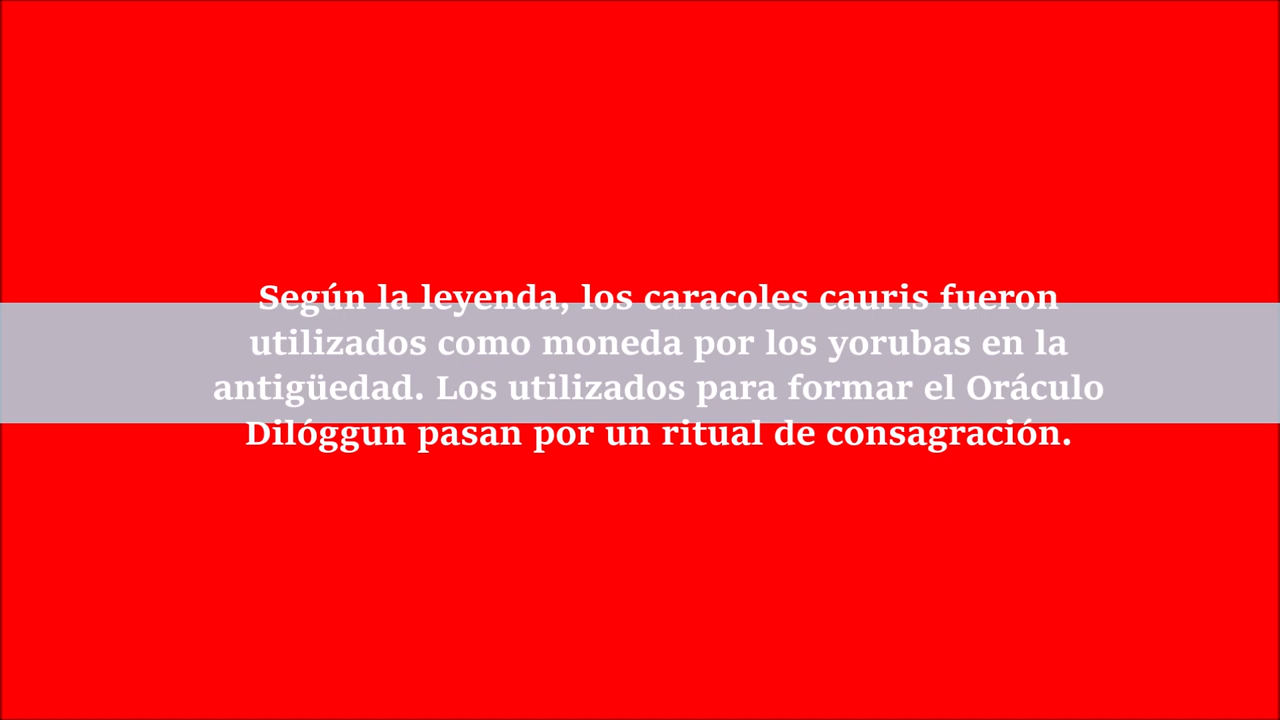 Según la leyenda, los caracoles cauris fueron
utilizados como moneda por los yorubas en la
antigüedad. Los utilizados para formar el Oráculo
Dilóggun pasan por un ritual de consagración.